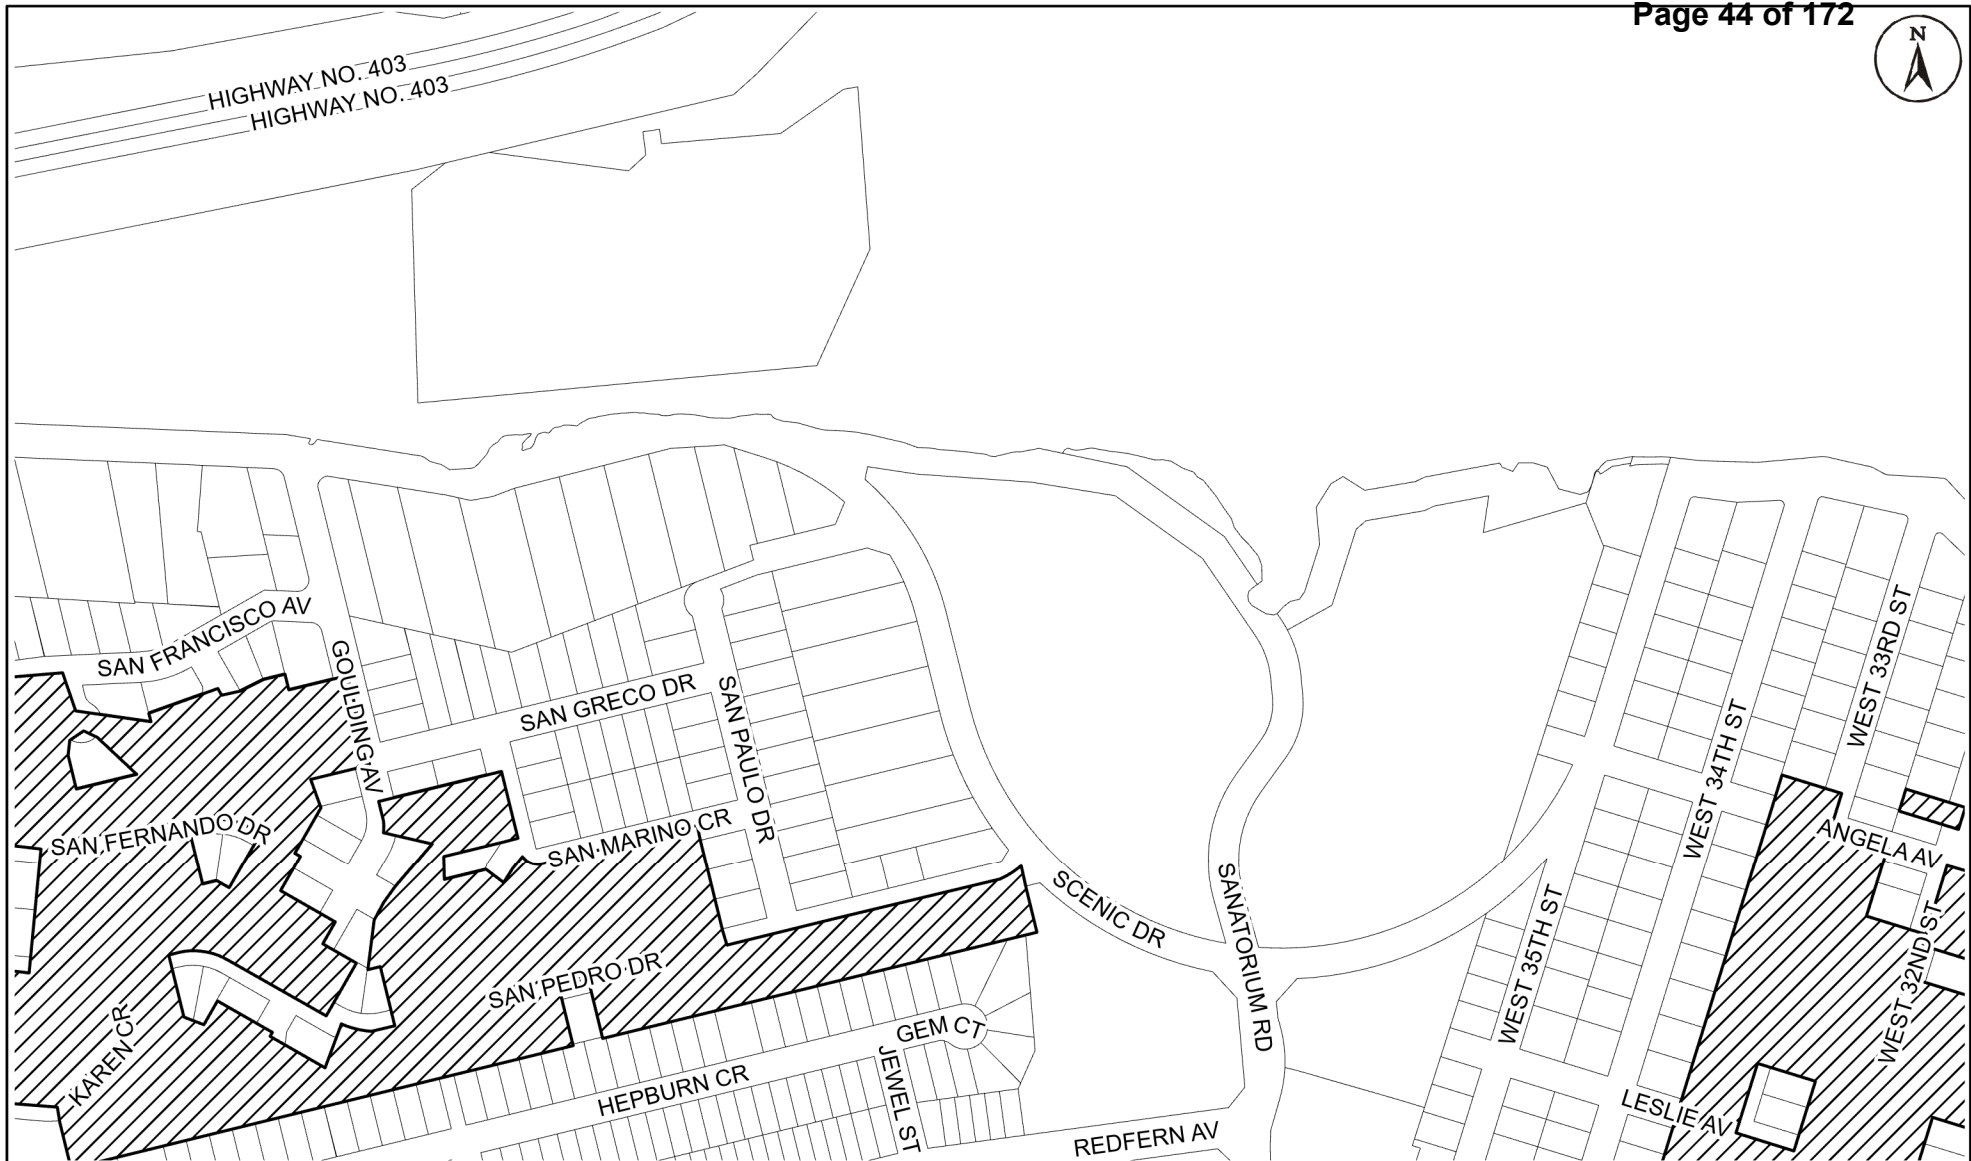 Page 44 of 172
N
HIGHWAY NO. 403
HIGHWAY NO. 403
SAN FRANCISCO AV
GOULDING AV
SAN GRECO DR
SAN PAULO DR
WEST 33RD ST
WEST 34TH ST
SAN FERNANDO DR
SAN MARINO CR
ANGELA AV
SCENIC DR
SANATORIUM RD
WEST 35TH ST
WEST 32ND ST
SAN PEDRO DR
KAREN CR
GEM CT
JEWEL ST
HEPBURN CR
LESLIE AV
REDFERN AV